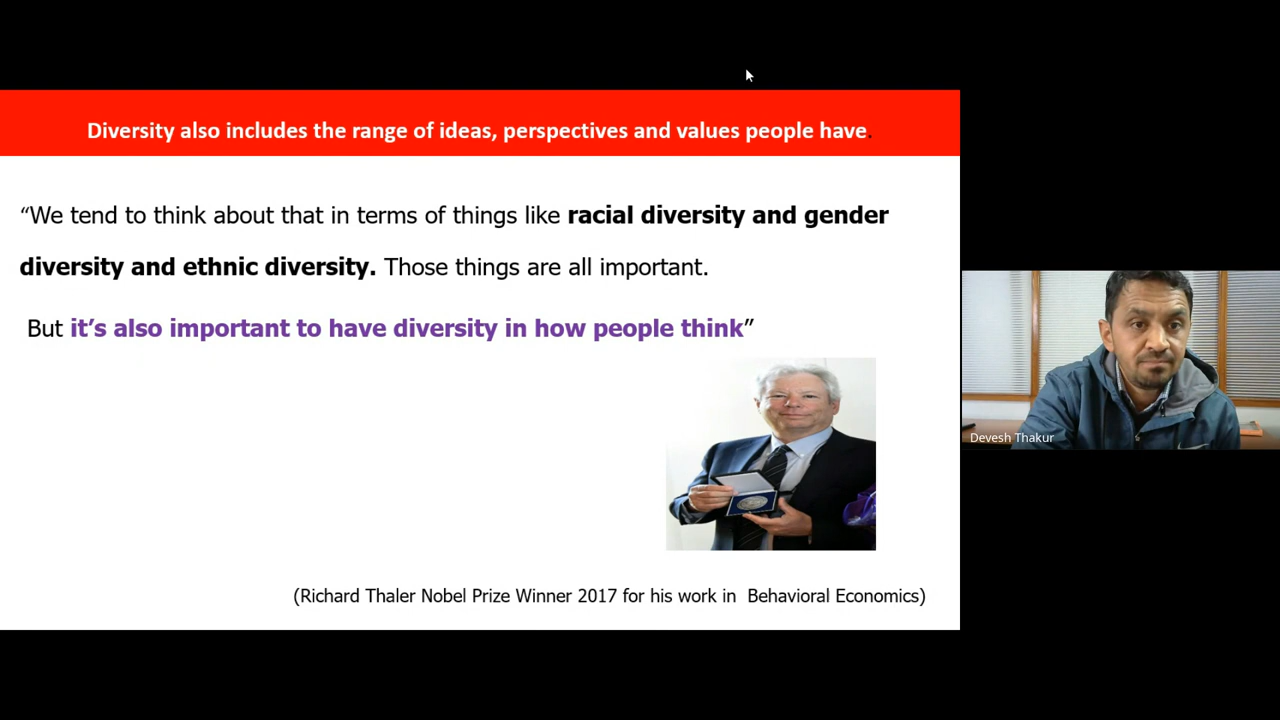 Diversity also includes the range of ideas, perspectives and values people have.
“We tend to think about that in terms of things like racial diversity and gender
diversity and ethnic diversity. Those things are all important.
But it’s also important to have diversity in how people think”
Devesh Thakur
(Richard Thaler Nobel Prize Winner 2017 for his work in Behavioral Economics)